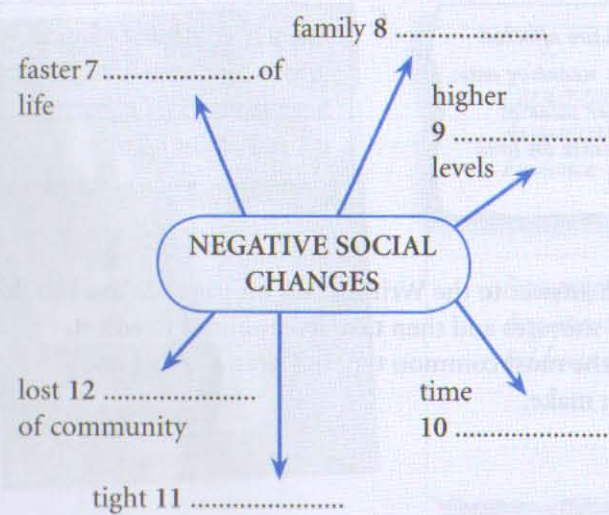 family 8 ......................
faster 7 ...................... of
life
higher
9 ......................
levels
NEGATIVE SOCIAL
CHANGES
lost 12 ......................
of community
time
10 ......................
tight 11 ......................